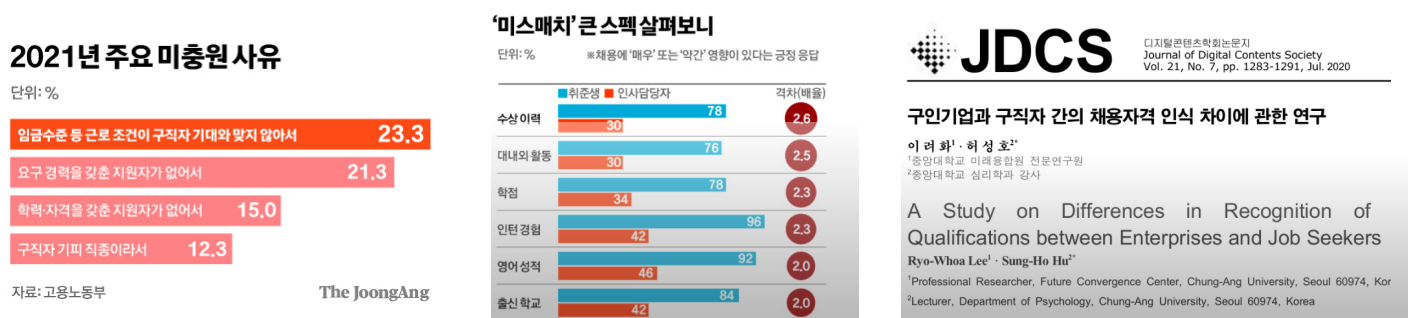 2021년 주요 미충원 사유
단위: %
임금수준 등 근로 조건이 구직자 기대와 맞지 않아서 23.3
요구 경력을 갖춘 지원자가 없어서 21.3
학력·자격을 갖춘 지원자가 없어서 15.0
구직자 기피 직종이라서 12.3
자료: 고용노동부 The JoongAng
‘미스매치’ 큰 스펙 살펴보니
단위: % ※채용에 ‘매우’ 또는 ‘약간’ 영향이 있다는 긍정 응답
취준생 인사담당자 격차(배율)
수상 이력 78 30 2.6
대내외 활동 76 30 2.5
학점 78 34 2.3
인턴 경험 96 42 2.3
영어 성적 92 46 2.0
출신 학교 84 42 2.0
JDCS
디지털콘텐츠학회논문지
Journal of Digital Contents Society
Vol. 21, No. 7, pp. 1283-1291, Jul. 2020
구인기업과 구직자 간의 채용자격 인식 차이에 관한 연구
이 려 화1 · 허 성 호2*
1중앙대학교 미래융합원 전문연구원
2중앙대학교 심리학과 강사
A Study on Differences in Recognition of
Qualifications between Enterprises and Job Seekers
Ryo-Whoa Lee1 · Sung-Ho Hu2*
1Professional Researcher, Future Convergence Center, Chung-Ang University, Seoul 60974, Kor
2Lecturer, Department of Psychology, Chung-Ang University, Seoul 60974, Korea